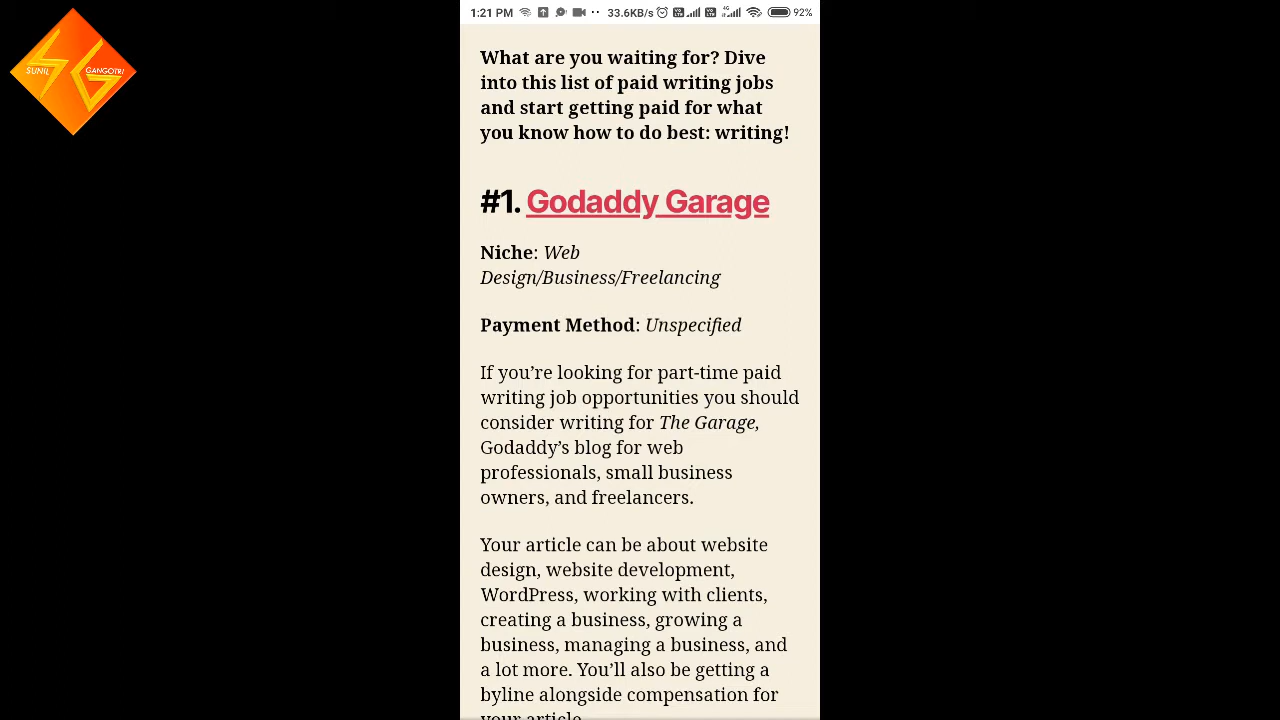 1:21 PM 33.6KB/s 92%
SUNIL GANGOTRI
What are you waiting for? Dive
into this list of paid writing jobs
and start getting paid for what
you know how to do best: writing!
#1. Godaddy Garage
Niche: Web
Design/Business/Freelancing
Payment Method: Unspecified
If you’re looking for part-time paid
writing job opportunities you should
consider writing for The Garage,
Godaddy’s blog for web
professionals, small business
owners, and freelancers.
Your article can be about website
design, website development,
WordPress, working with clients,
creating a business, growing a
business, managing a business, and
a lot more. You’ll also be getting a
byline alongside compensation for
your article.